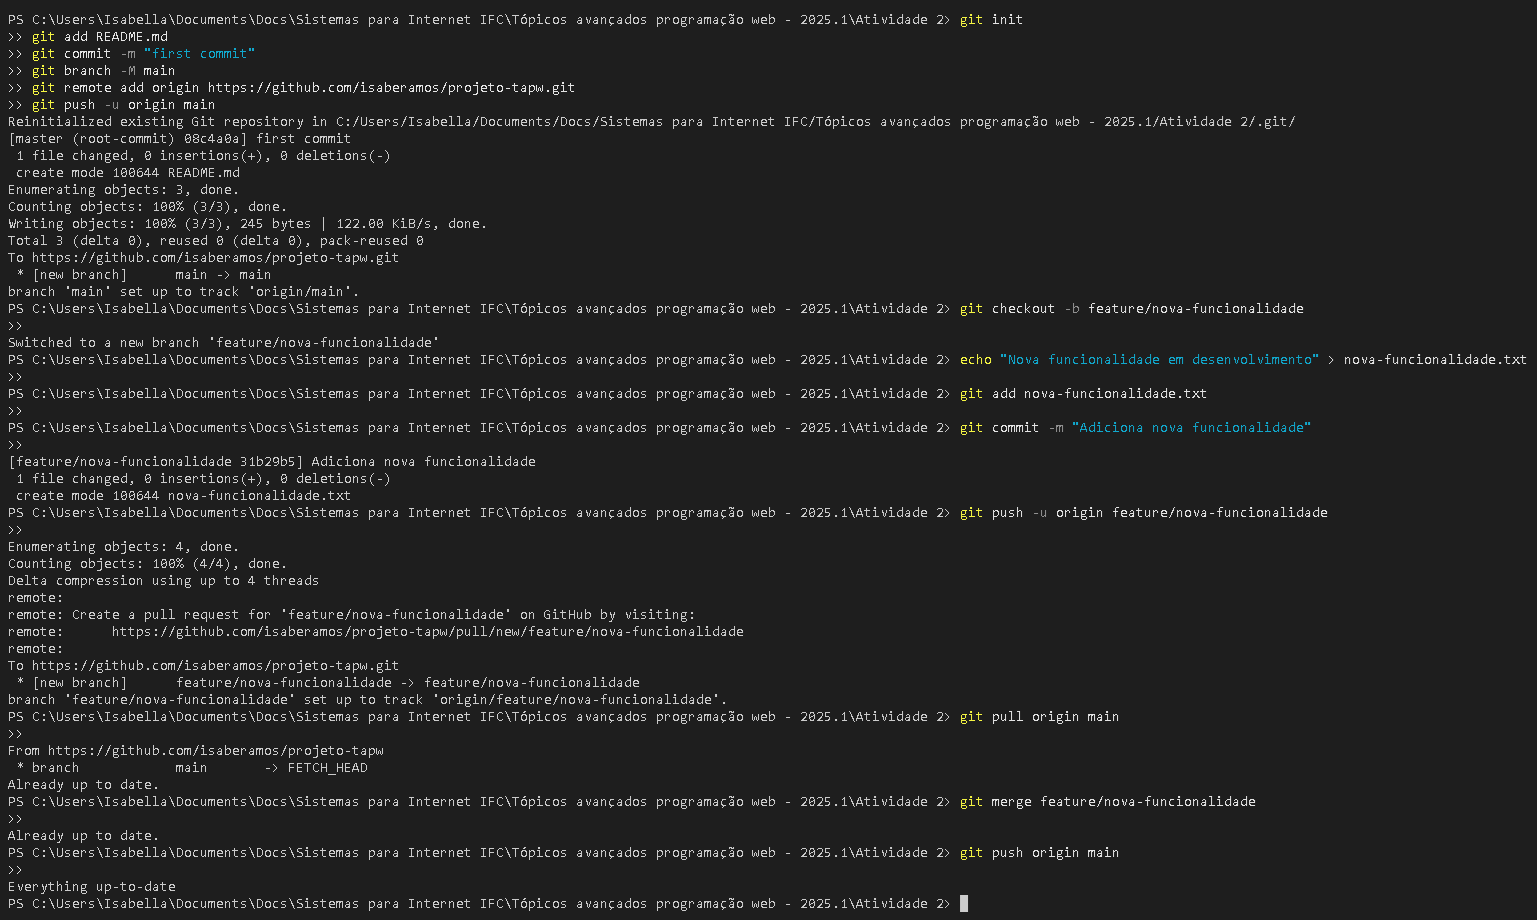 PS C:\Users\Isabella\Documents\Docs\Sistemas para Internet IFC\Tópicos avançados programação web - 2025.1\Atividade 2> git init
>> git add README.md
>> git commit -m "first commit"
>> git branch -M main
>> git remote add origin https://github.com/isaberamos/projeto-tapw.git
>> git push -u origin main
Reinitialized existing Git repository in C:/Users/Isabella/Documents/Docs/Sistemas para Internet IFC/Tópicos avançados programação web - 2025.1/Atividade 2/.git/
[master (root-commit) 08c4a0a] first commit
 1 file changed, 0 insertions(+), 0 deletions(-)
 create mode 100644 README.md
Enumerating objects: 3, done.
Counting objects: 100% (3/3), done.
Writing objects: 100% (3/3), 245 bytes | 122.00 KiB/s, done.
Total 3 (delta 0), reused 0 (delta 0), pack-reused 0
To https://github.com/isaberamos/projeto-tapw.git
 * [new branch]      main -> main
branch 'main' set up to track 'origin/main'.
PS C:\Users\Isabella\Documents\Docs\Sistemas para Internet IFC\Tópicos avançados programação web - 2025.1\Atividade 2> git checkout -b feature/nova-funcionalidade
>>
Switched to a new branch 'feature/nova-funcionalidade'
PS C:\Users\Isabella\Documents\Docs\Sistemas para Internet IFC\Tópicos avançados programação web - 2025.1\Atividade 2> echo "Nova funcionalidade em desenvolvimento" > nova-funcionalidade.txt
>>
PS C:\Users\Isabella\Documents\Docs\Sistemas para Internet IFC\Tópicos avançados programação web - 2025.1\Atividade 2> git add nova-funcionalidade.txt
>>
PS C:\Users\Isabella\Documents\Docs\Sistemas para Internet IFC\Tópicos avançados programação web - 2025.1\Atividade 2> git commit -m "Adiciona nova funcionalidade"
>>
[feature/nova-funcionalidade 31b29b5] Adiciona nova funcionalidade
 1 file changed, 0 insertions(+), 0 deletions(-)
 create mode 100644 nova-funcionalidade.txt
PS C:\Users\Isabella\Documents\Docs\Sistemas para Internet IFC\Tópicos avançados programação web - 2025.1\Atividade 2> git push -u origin feature/nova-funcionalidade
>>
Enumerating objects: 4, done.
Counting objects: 100% (4/4), done.
Delta compression using up to 4 threads
remote:
remote: Create a pull request for 'feature/nova-funcionalidade' on GitHub by visiting:
remote:      https://github.com/isaberamos/projeto-tapw/pull/new/feature/nova-funcionalidade
remote:
To https://github.com/isaberamos/projeto-tapw.git
 * [new branch]      feature/nova-funcionalidade -> feature/nova-funcionalidade
branch 'feature/nova-funcionalidade' set up to track 'origin/feature/nova-funcionalidade'.
PS C:\Users\Isabella\Documents\Docs\Sistemas para Internet IFC\Tópicos avançados programação web - 2025.1\Atividade 2> git pull origin main
>>
From https://github.com/isaberamos/projeto-tapw
 * branch            main       -> FETCH_HEAD
Already up to date.
PS C:\Users\Isabella\Documents\Docs\Sistemas para Internet IFC\Tópicos avançados programação web - 2025.1\Atividade 2> git merge feature/nova-funcionalidade
>>
Already up to date.
PS C:\Users\Isabella\Documents\Docs\Sistemas para Internet IFC\Tópicos avançados programação web - 2025.1\Atividade 2> git push origin main
>>
Everything up-to-date
PS C:\Users\Isabella\Documents\Docs\Sistemas para Internet IFC\Tópicos avançados programação web - 2025.1\Atividade 2>